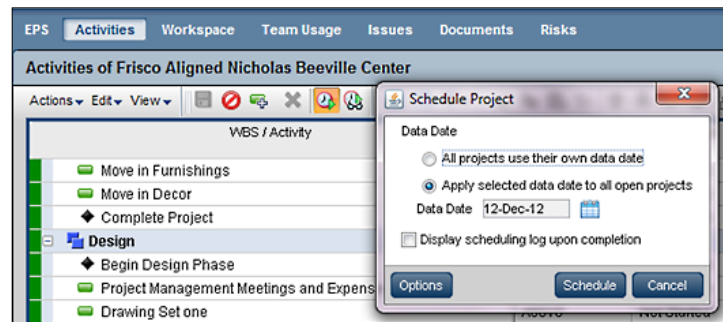 EPS Activities Workspace Team Usage Issues Documents Risks
Activities of Frisco Aligned Nicholas Beeville Center
Actions Edit View
WBS / Activity
Move in Furnishings
Move in Decor
Complete Project
Design
Begin Design Phase
Project Management Meetings and Expens
Drawing Set one
Schedule Project
Data Date
All projects use their own data date
Apply selected data date to all open projects
Data Date 12-Dec-12
Display scheduling log upon completion
Options Schedule Cancel